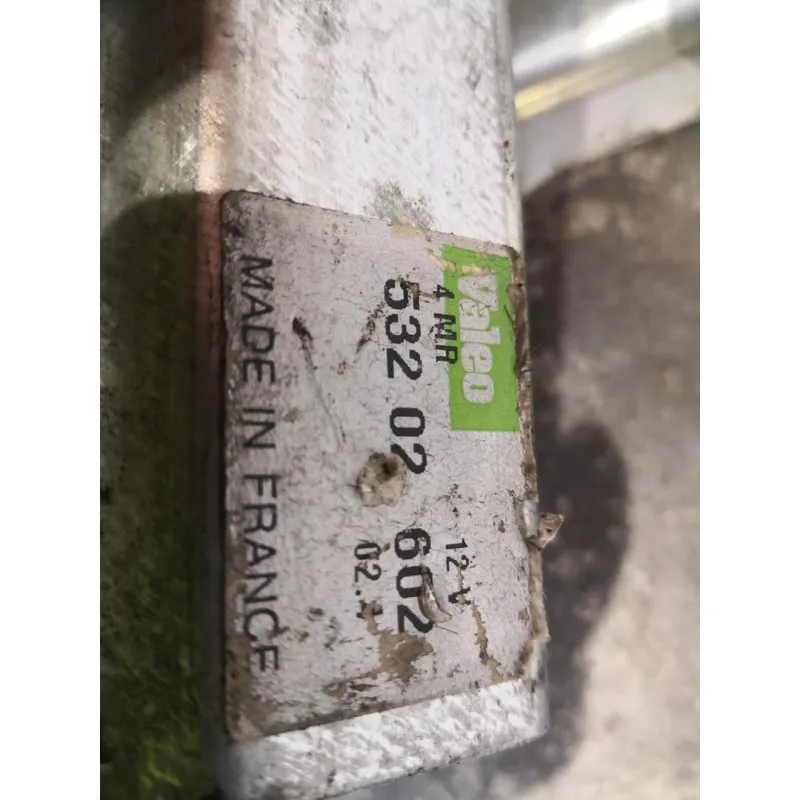 Valeo
4 MR
12 V
532 02 602
02.
MADE IN FRANCE